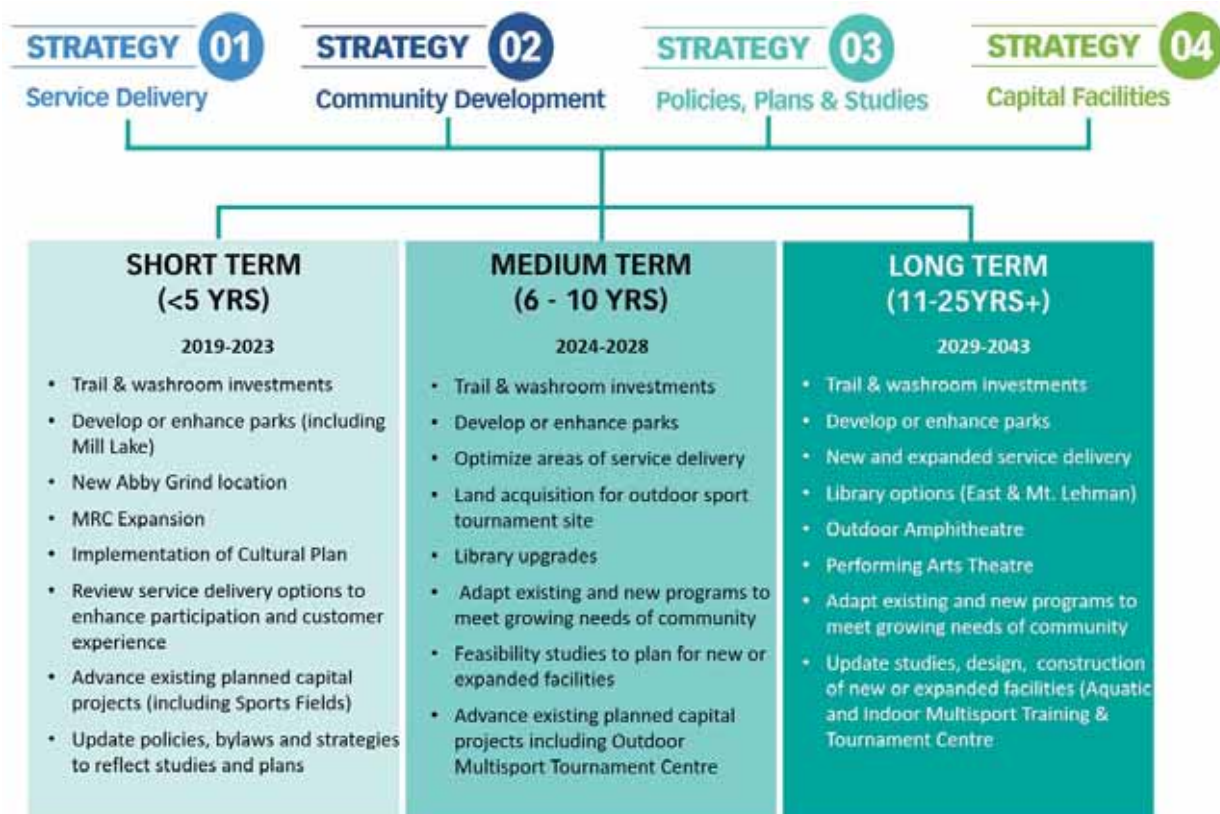 STRATEGY 01
Service Delivery
STRATEGY 02
Community Development
STRATEGY 03
Policies, Plans & Studies
STRATEGY 04
Capital Facilities
SHORT TERM
(<5 YRS)
2019-2023
• Trail & washroom investments
• Develop or enhance parks (including
Mill Lake)
• New Abby Grind location
• MRC Expansion
• Implementation of Cultural Plan
• Review service delivery options to
enhance participation and customer
experience
• Advance existing planned capital
projects (including Sports Fields)
• Update policies, bylaws and strategies
to reflect studies and plans
MEDIUM TERM
(6 - 10 YRS)
2024-2028
• Trail & washroom investments
• Develop or enhance parks
• Optimize areas of service delivery
• Land acquisition for outdoor sport
tournament site
• Library upgrades
• Adapt existing and new programs to
meet growing needs of community
• Feasibility studies to plan for new or
expanded facilities
• Advance existing planned capital
projects including Outdoor
Multisport Tournament Centre
LONG TERM
(11-25YRS+)
2029-2043
• Trail & washroom investments
• Develop or enhance parks
• New and expanded service delivery
• Library options (East & Mt. Lehman)
• Outdoor Amphitheatre
• Performing Arts Theatre
• Adapt existing and new programs to
meet growing needs of community
• Update studies, design, construction
of new or expanded facilities (Aquatic
and Indoor Multisport Training &
Tournament Centre